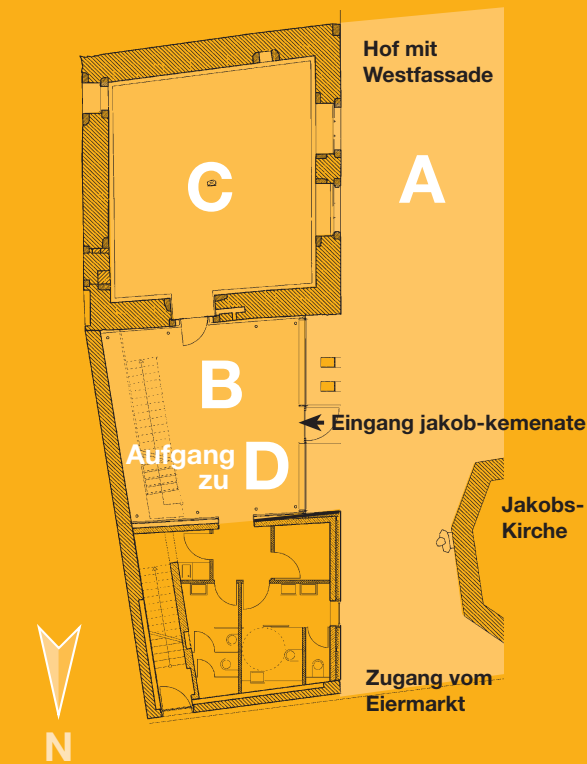 Hof mit
Westfassade
C
A
B
Eingang jakob-kemenate
Aufgang
zu D
Jakobs-
Kirche
Zugang vom
Eiermarkt
N